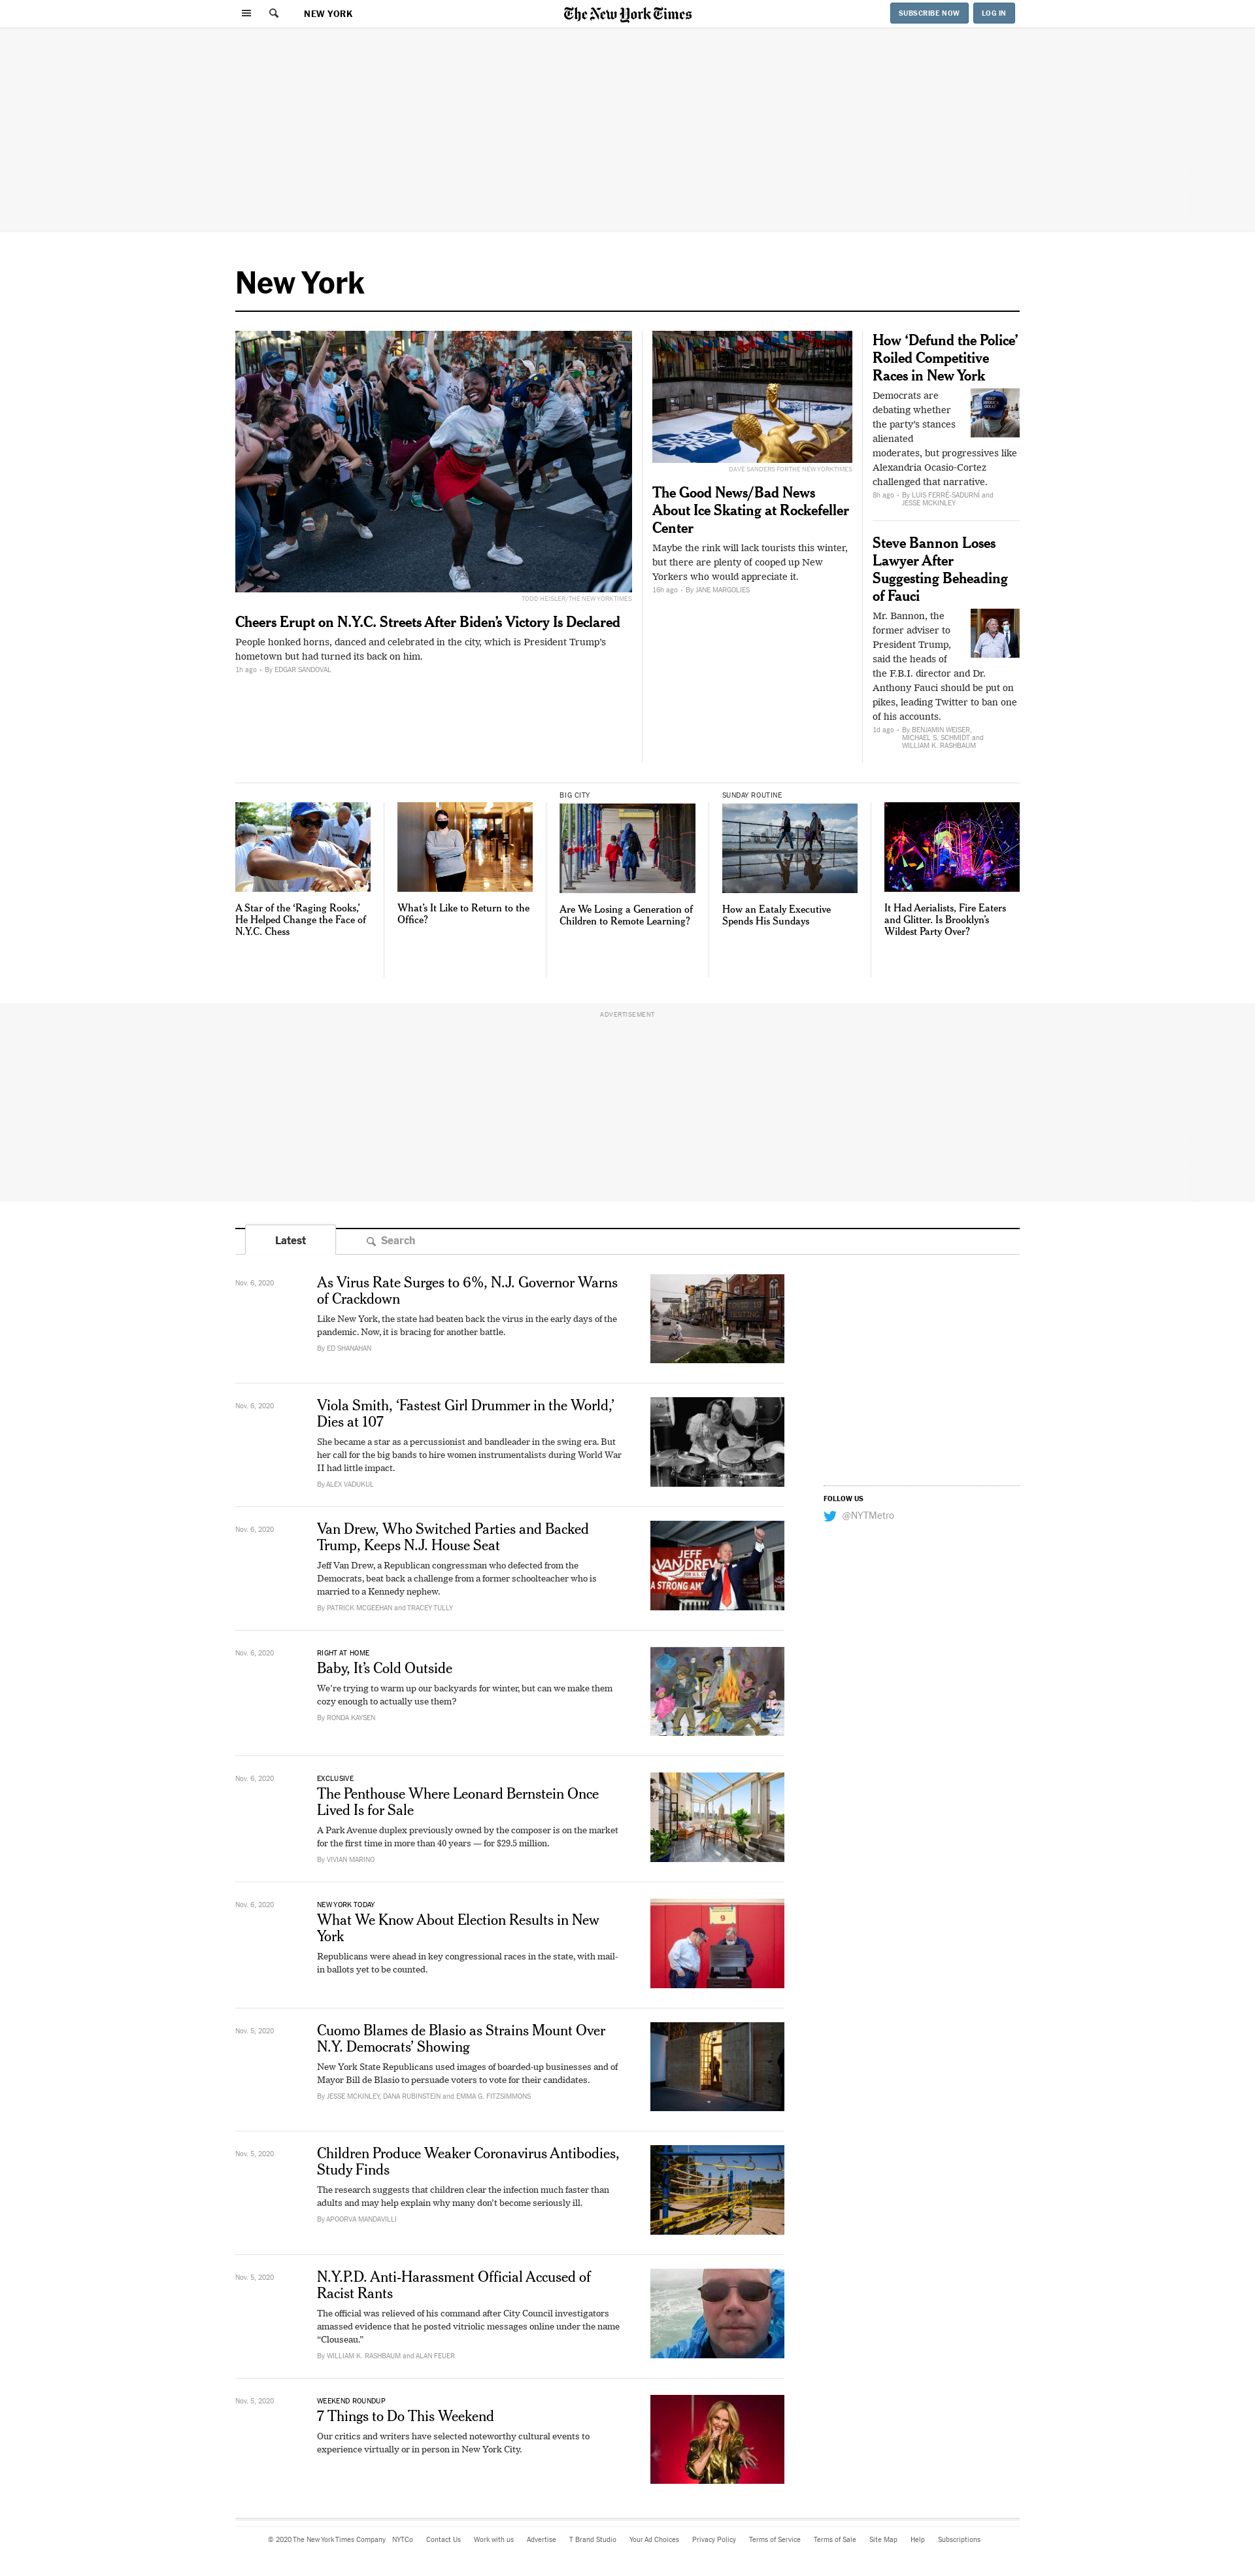 NEW YORK
The New York Times
SUBSCRIBE NOW
LOG IN
New York
TODD HEISLER/THE NEW YORK TIMES
Cheers Erupt on N.Y.C. Streets After Biden’s Victory Is Declared
People honked horns, danced and celebrated in the city, which is President Trump’s
hometown but had turned its back on him.
1h ago - By EDGAR SANDOVAL
DAVE SANDERS FOR THE NEW YORK TIMES
The Good News/Bad News
About Ice Skating at Rockefeller
Center
Maybe the rink will lack tourists this winter,
but there are plenty of cooped up New
Yorkers who would appreciate it.
16h ago - By JANE MARGOLIES
How ‘Defund the Police’
Roiled Competitive
Races in New York
Democrats are
debating whether
the party’s stances
alienated
moderates, but progressives like
Alexandria Ocasio-Cortez
challenged that narrative.
8h ago - By LUIS FERRÉ-SADURNÍ and
JESSE MCKINLEY
Steve Bannon Loses
Lawyer After
Suggesting Beheading
of Fauci
Mr. Bannon, the
former adviser to
President Trump,
said the heads of
the F.B.I. director and Dr.
Anthony Fauci should be put on
pikes, leading Twitter to ban one
of his accounts.
1d ago - By BENJAMIN WEISER,
MICHAEL S. SCHMIDT and
WILLIAM K. RASHBAUM
A Star of the ‘Raging Rooks,’
He Helped Change the Face of
N.Y.C. Chess
What’s It Like to Return to the
Office?
BIG CITY
Are We Losing a Generation of
Children to Remote Learning?
SUNDAY ROUTINE
How an Eataly Executive
Spends His Sundays
It Had Aerialists, Fire Eaters
and Glitter. Is Brooklyn’s
Wildest Party Over?
ADVERTISEMENT
Latest
Search
Nov. 6, 2020
As Virus Rate Surges to 6%, N.J. Governor Warns
of Crackdown
Like New York, the state had beaten back the virus in the early days of the
pandemic. Now, it is bracing for another battle.
By ED SHANAHAN
COVID 19
TESTING
Nov. 6, 2020
Viola Smith, ‘Fastest Girl Drummer in the World,’
Dies at 107
She became a star as a percussionist and bandleader in the swing era. But
her call for the big bands to hire women instrumentalists during World War
II had little impact.
By ALEX VADUKUL
FOLLOW US
@NYTMetro
Nov. 6, 2020
Van Drew, Who Switched Parties and Backed
Trump, Keeps N.J. House Seat
Jeff Van Drew, a Republican congressman who defected from the
Democrats, beat back a challenge from a former schoolteacher who is
married to a Kennedy nephew.
By PATRICK MCGEEHAN and TRACEY TULLY
JEFF
VAN DREW
A STRONG
Nov. 6, 2020
RIGHT AT HOME
Baby, It’s Cold Outside
We’re trying to warm up our backyards for winter, but can we make them
cozy enough to actually use them?
By RONDA KAYSEN
Nov. 6, 2020
EXCLUSIVE
The Penthouse Where Leonard Bernstein Once
Lived Is for Sale
A Park Avenue duplex previously owned by the composer is on the market
for the first time in more than 40 years — for $29.5 million.
By VIVIAN MARINO
Nov. 6, 2020
NEW YORK TODAY
What We Know About Election Results in New
York
Republicans were ahead in key congressional races in the state, with mail-
in ballots yet to be counted.
9
Nov. 5, 2020
Cuomo Blames de Blasio as Strains Mount Over
N.Y. Democrats’ Showing
New York State Republicans used images of boarded-up businesses and of
Mayor Bill de Blasio to persuade voters to vote for their candidates.
By JESSE MCKINLEY, DANA RUBINSTEIN and EMMA G. FITZSIMMONS
Nov. 5, 2020
Children Produce Weaker Coronavirus Antibodies,
Study Finds
The research suggests that children clear the infection much faster than
adults and may help explain why many don’t become seriously ill.
By APOORVA MANDAVILLI
Nov. 5, 2020
N.Y.P.D. Anti-Harassment Official Accused of
Racist Rants
The official was relieved of his command after City Council investigators
amassed evidence that he posted vitriolic messages online under the name
“Clouseau.”
By WILLIAM K. RASHBAUM and ALAN FEUER
Nov. 5, 2020
WEEKEND ROUNDUP
7 Things to Do This Weekend
Our critics and writers have selected noteworthy cultural events to
experience virtually or in person in New York City.
© 2020 The New York Times Company NYTCo Contact Us Work with us Advertise T Brand Studio Your Ad Choices Privacy Policy Terms of Service Terms of Sale Site Map Help Subscriptions